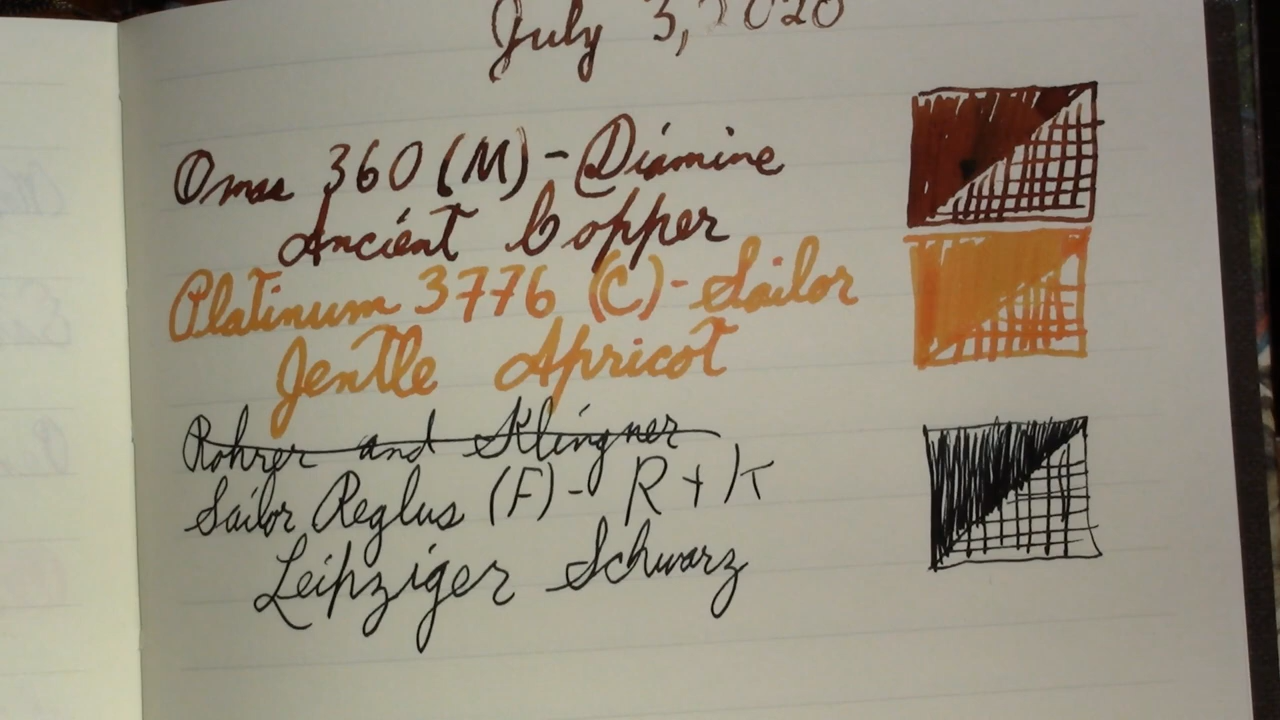 July 3, 2020
Omas 360 (M) - Diamine
Ancient Copper
Platinum 3776 (C) - Sailor
Jentle Apricot
Rohrer and Klingner
Sailor Reglus (F) - R + K
Leipziger Schwarz